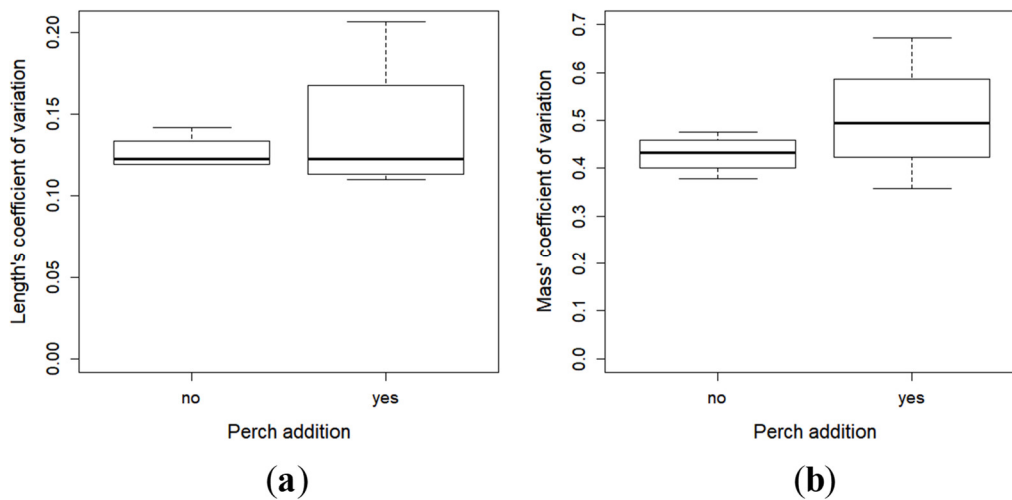 Length's coefficient of variation
0.20
0.15
0.10
0.05
0.00
no yes
Perch addition
(a)
Mass' coefficient of variation
0.7
0.6
0.5
0.4
0.3
0.2
0.1
0.0
no yes
Perch addition
(b)